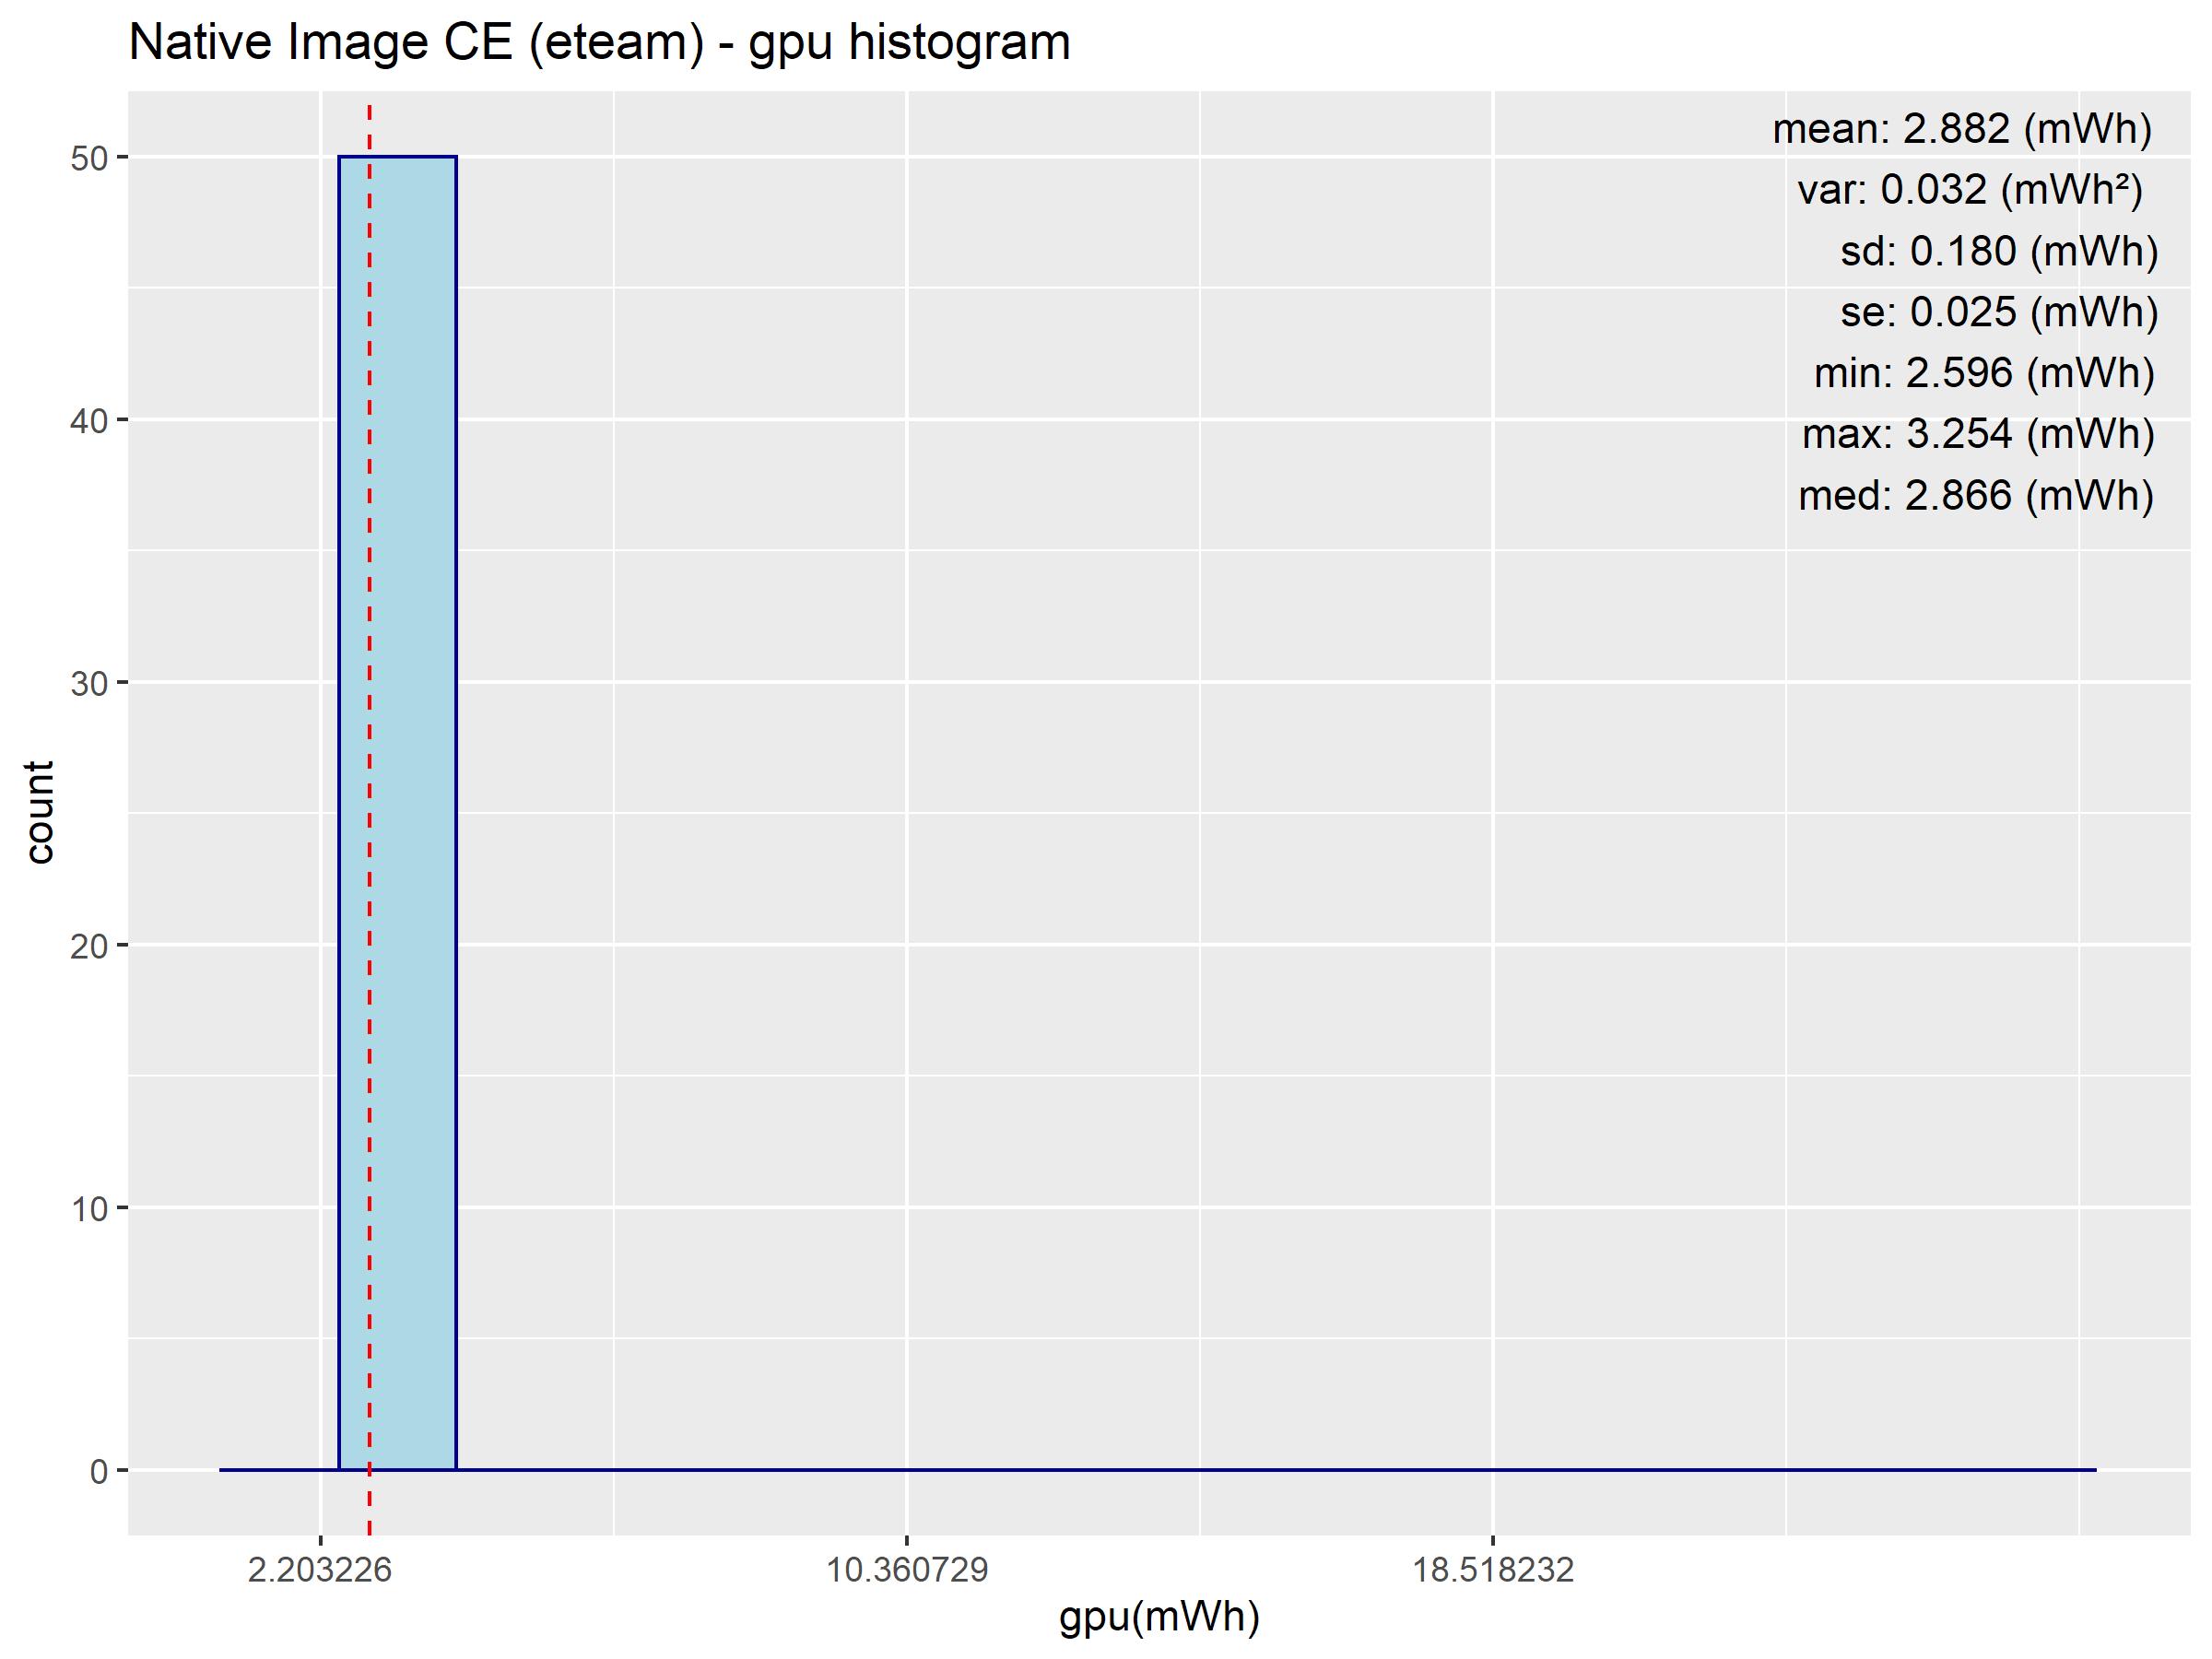 Native Image CE (eteam) - gpu histogram
mean: 2.882 (mWh)
var: 0.032 (mWh²)
sd: 0.180 (mWh)
se: 0.025 (mWh)
min: 2.596 (mWh)
max: 3.254 (mWh)
med: 2.866 (mWh)
count
50
40
30
20
10
0
2.203226 10.360729 18.518232
gpu(mWh)